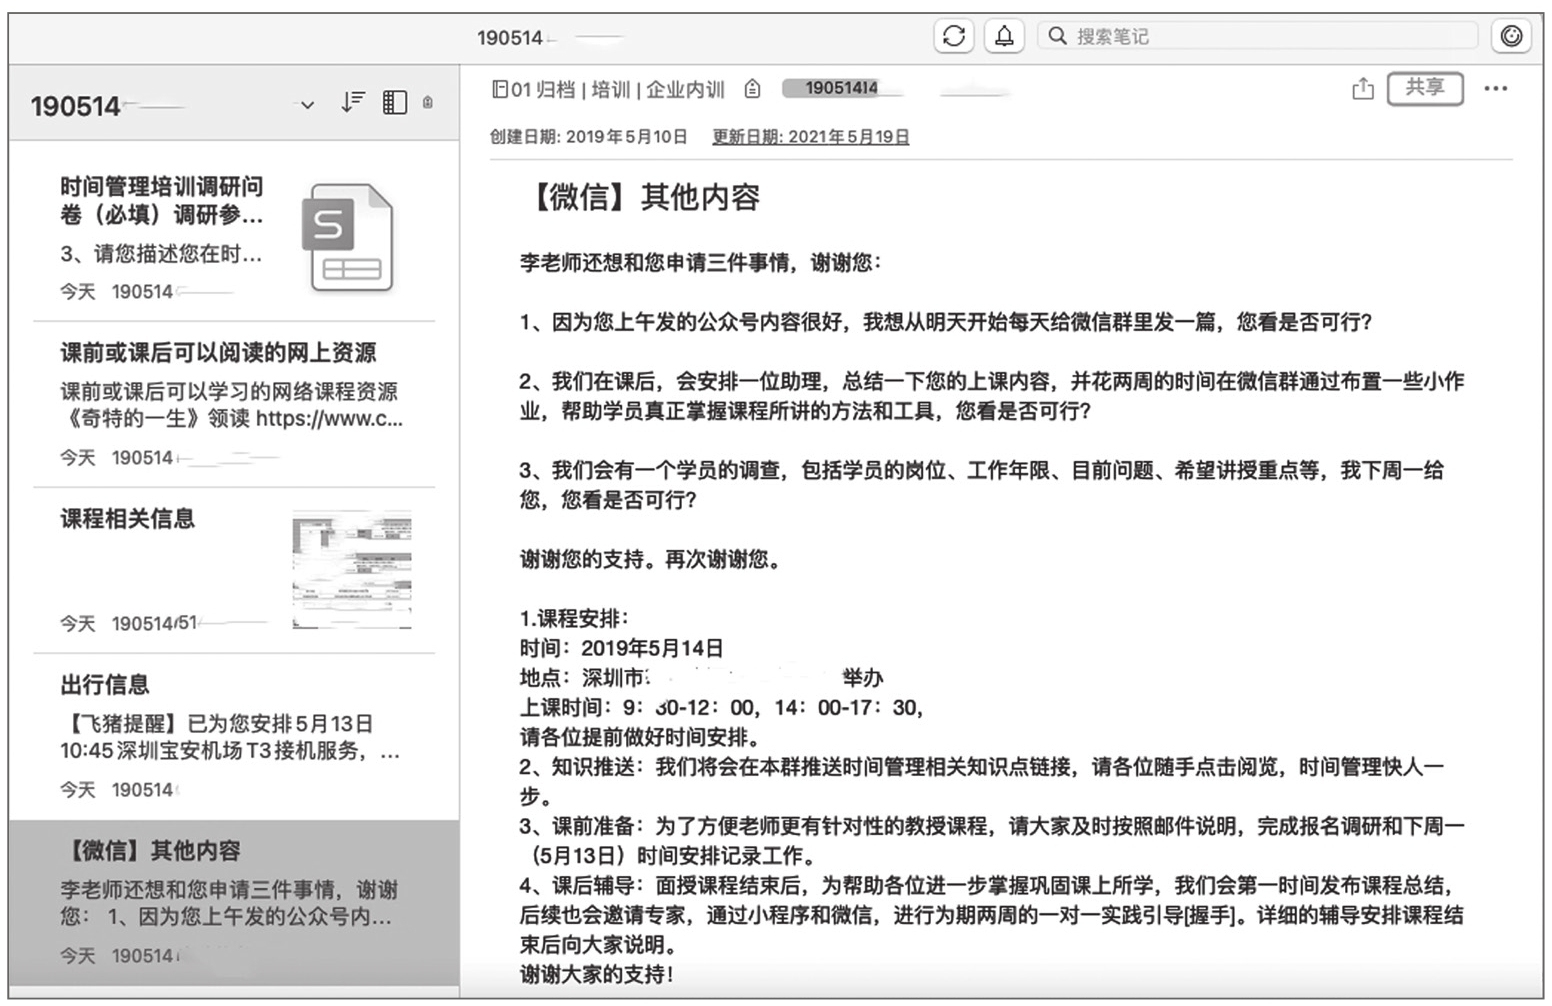 190514
搜索笔记
190514
时间管理培训调研问
卷（必填）调研参...
3、请您描述您在时...
今天 190514
课前或课后可以阅读的网上资源
课前或课后可以学习的网络课程资源
《奇特的一生》领读 https://www.c...
今天 190514
课程相关信息
今天 190514
出行信息
【飞猪提醒】已为您安排5月13日
10:45深圳宝安机场T3接机服务，...
今天 190514
【微信】其他内容
李老师还想和您申请三件事情，谢谢
您： 1、因为您上午发的公众号内...
今天 190514
01 归档 | 培训 | 企业内训 19051414
共享
创建日期: 2019年5月10日 更新日期: 2021年5月19日
【微信】其他内容
李老师还想和您申请三件事情，谢谢您：
1、因为您上午发的公众号内容很好，我想从明天开始每天给微信群里发一篇，您看是否可行？
2、我们在课后，会安排一位助理，总结一下您的上课内容，并花两周的时间在微信群通过布置一些小作
业，帮助学员真正掌握课程所讲的方法和工具，您看是否可行？
3、我们会有一个学员的调查，包括学员的岗位、工作年限、目前问题、希望讲授重点等，我下周一给
您，您看是否可行？
谢谢您的支持。再次谢谢您。
1.课程安排：
时间：2019年5月14日
地点：深圳市 举办
上课时间：9：30-12：00，14：00-17：30，
请各位提前做好时间安排。
2、知识推送：我们将会在本群推送时间管理相关知识点链接，请各位随手点击阅览，时间管理快人一
步。
3、课前准备：为了方便老师更有针对性的教授课程，请大家及时按照邮件说明，完成报名调研和下周一
（5月13日）时间安排记录工作。
4、课后辅导：面授课程结束后，为帮助各位进一步掌握巩固课上所学，我们会第一时间发布课程总结，
后续也会邀请专家，通过小程序和微信，进行为期两周的一对一实践引导[握手]。详细的辅导安排课程结
束后向大家说明。
谢谢大家的支持！